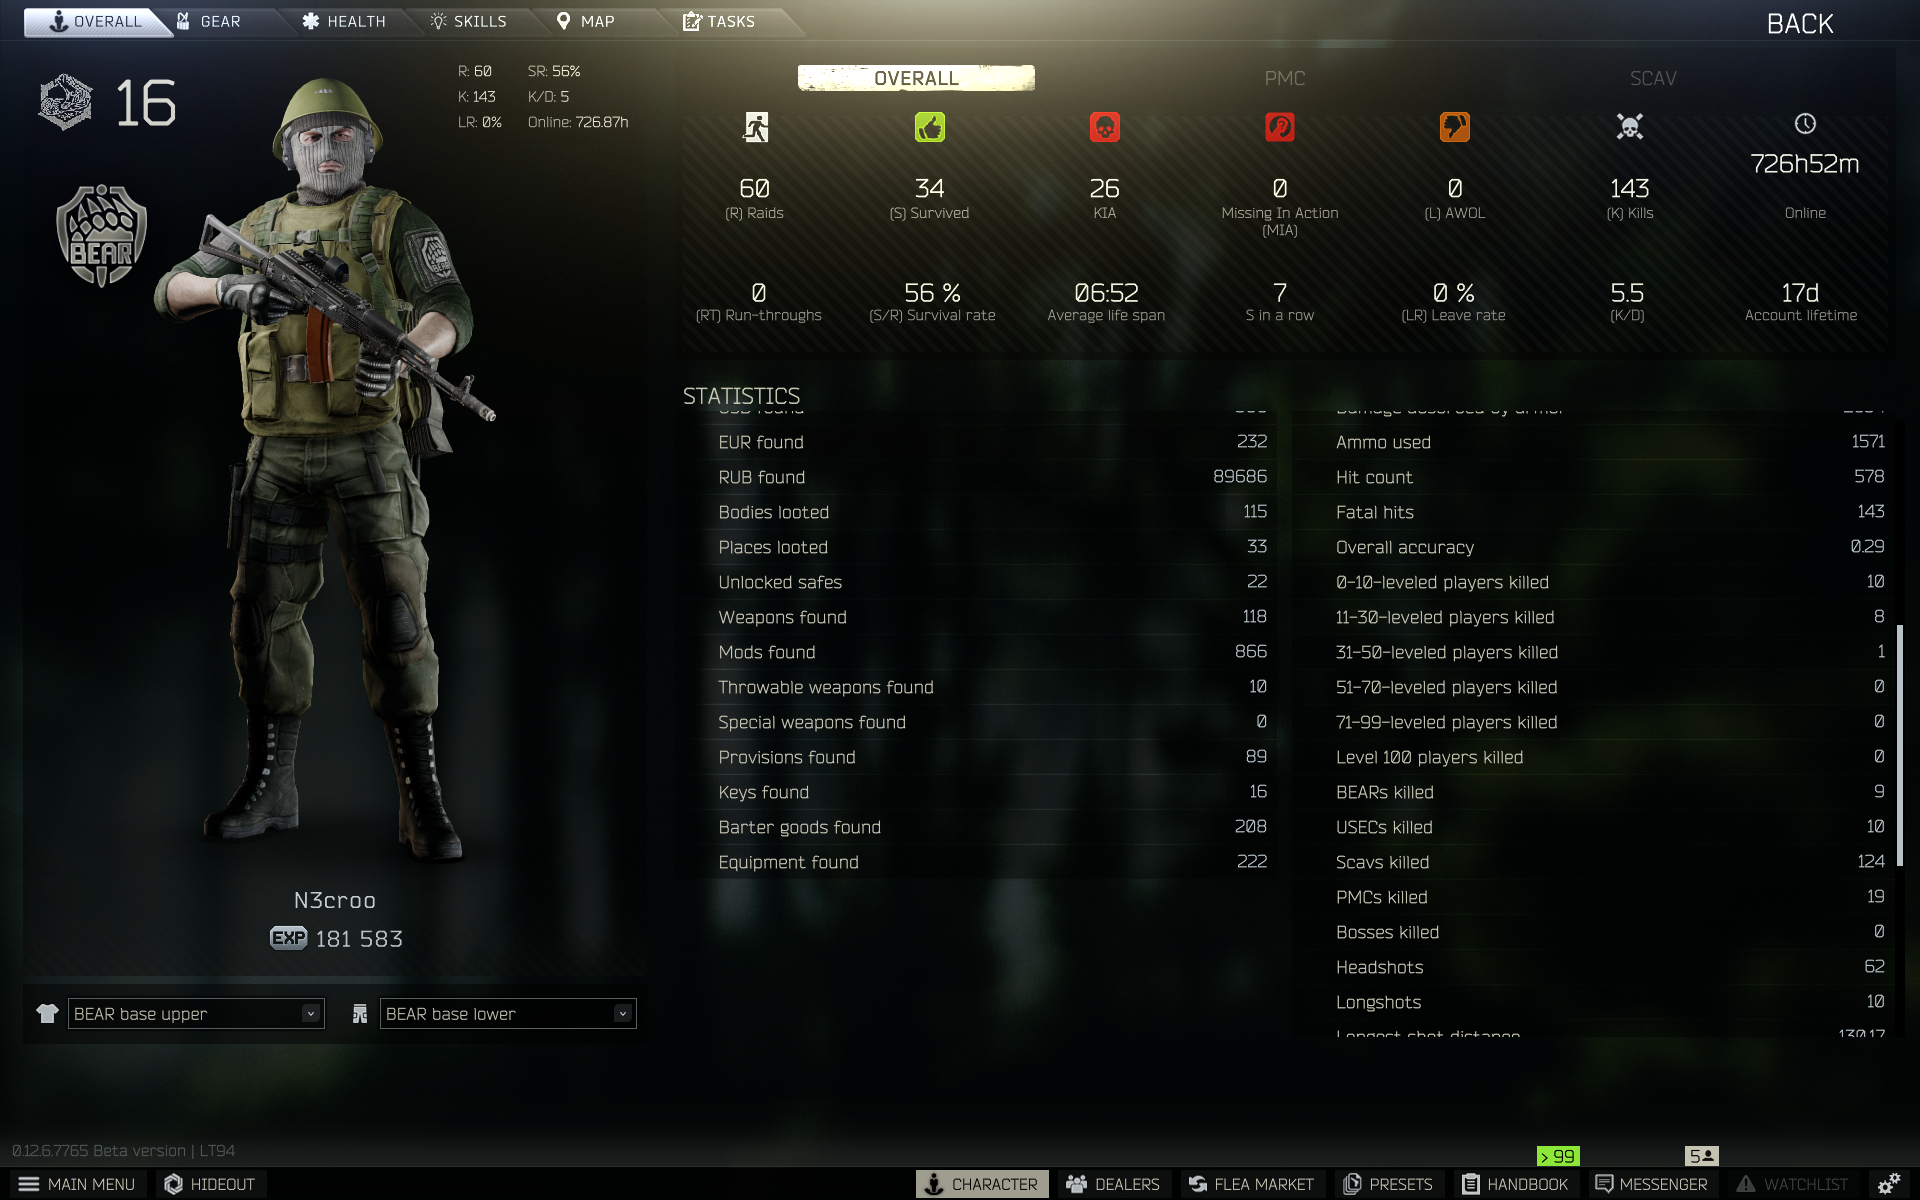 OVERALL
GEAR
HEALTH
SKILLS
MAP
TASKS
BACK
16
BEAR
R: 60 SR: 56%
K: 143 K/D: 5
LR: 0% Online: 726.87h
OVERALL
PMC
SCAV
60
(R) Raids
34
(S) Survived
26
KIA
0
Missing In Action
(MIA)
0
(L) AWOL
143
(K) Kills
726h52m
Online
0
(RT) Run-throughs
56 %
(S/R) Survival rate
06:52
Average life span
7
S in a row
0 %
(LR) Leave rate
5.5
(K/D)
17d
Account lifetime
STATISTICS
EUR found 232
RUB found 89686
Bodies looted 115
Places looted 33
Unlocked safes 22
Weapons found 118
Mods found 866
Throwable weapons found 10
Special weapons found 0
Provisions found 89
Keys found 16
Barter goods found 208
Equipment found 222
Damage absorbed by armor
Ammo used 1571
Hit count 578
Fatal hits 143
Overall accuracy 0.29
0-10-leveled players killed 10
11-30-leveled players killed 8
31-50-leveled players killed 1
51-70-leveled players killed 0
71-99-leveled players killed 0
Level 100 players killed 0
BEARs killed 9
USECs killed 10
Scavs killed 124
PMCs killed 19
Bosses killed 0
Headshots 62
Longshots 10
Longest shot distance 130.17
N3croo
EXP 181 583
BEAR base upper
BEAR base lower
0.12.6.7765 Beta version | LT94
> 99
5
MAIN MENU
HIDEOUT
CHARACTER
DEALERS
FLEA MARKET
PRESETS
HANDBOOK
MESSENGER
WATCHLIST